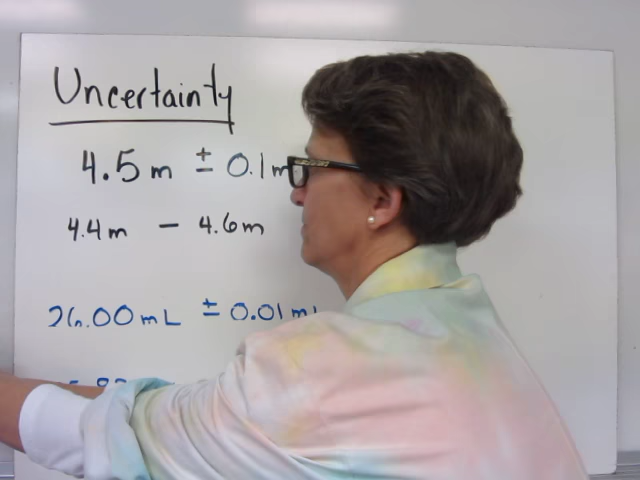 Uncertainty
4.5 m ± 0.1 m
4.4 m – 4.6 m
26.00 mL ± 0.01 mL